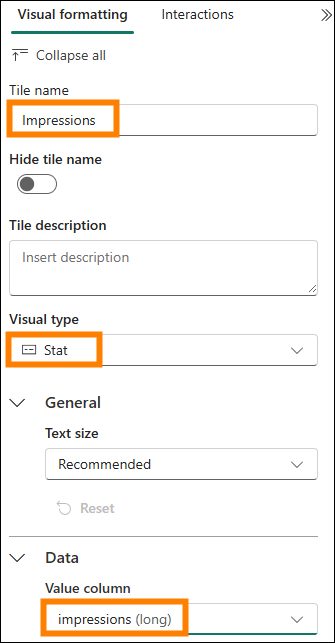 Visual formatting Interactions
Collapse all
Tile name
Impressions
Hide tile name
Tile description
Insert description
Visual type
Stat
General
Text size
Recommended
Reset
Data
Value column
impressions (long)